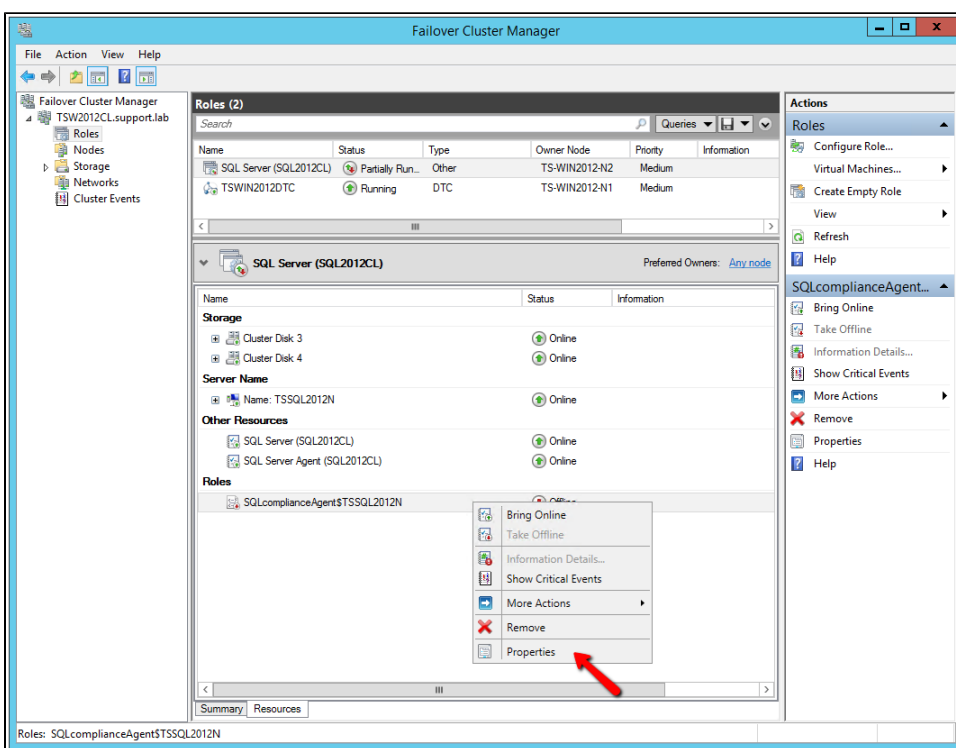 Failover Cluster Manager
File Action View Help
Failover Cluster Manager
TSW2012CL.support.lab
Roles
Nodes
Storage
Networks
Cluster Events
Roles (2)
Search
Queries
Name Status Type Owner Node Priority Information
SQL Server (SQL2012CL) Partially Run... Other TS-WIN2012-N2 Medium
TSWIN2012DTC Running DTC TS-WIN2012-N1 Medium
SQL Server (SQL2012CL) Preferred Owners: Any node
Name Status Information
Storage
Cluster Disk 3 Online
Cluster Disk 4 Online
Server Name
Name: TSSQL2012N Online
Other Resources
SQL Server (SQL2012CL) Online
SQL Server Agent (SQL2012CL) Online
Roles
SQLcomplianceAgent$TSSQL2012N Offline
Bring Online
Take Offline
Information Details...
Show Critical Events
More Actions
Remove
Properties
Summary Resources
Actions
Roles
Configure Role...
Virtual Machines...
Create Empty Role
View
Refresh
Help
SQLcomplianceAgent...
Bring Online
Take Offline
Information Details...
Show Critical Events
More Actions
Remove
Properties
Help
Roles: SQLcomplianceAgent$TSSQL2012N